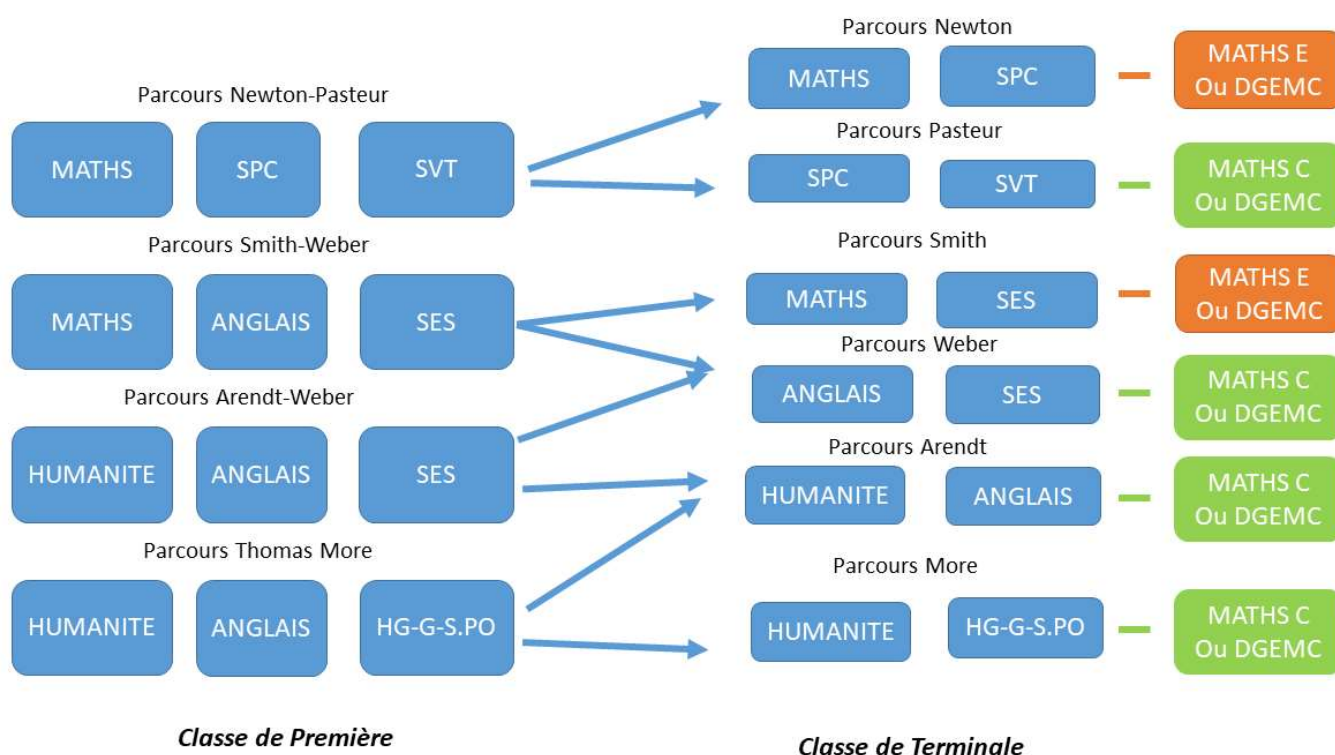 Parcours Newton-Pasteur
MATHS
SPC
SVT
Parcours Smith-Weber
MATHS
ANGLAIS
SES
Parcours Arendt-Weber
HUMANITE
ANGLAIS
SES
Parcours Thomas More
HUMANITE
ANGLAIS
HG-G-S.PO
Classe de Première
Parcours Newton
MATHS
SPC
MATHS E
Ou DGEMC
Parcours Pasteur
SPC
SVT
MATHS C
Ou DGEMC
Parcours Smith
MATHS
SES
MATHS E
Ou DGEMC
Parcours Weber
ANGLAIS
SES
MATHS C
Ou DGEMC
Parcours Arendt
HUMANITE
ANGLAIS
MATHS C
Ou DGEMC
Parcours More
HUMANITE
HG-G-S.PO
MATHS C
Ou DGEMC
Classe de Terminale